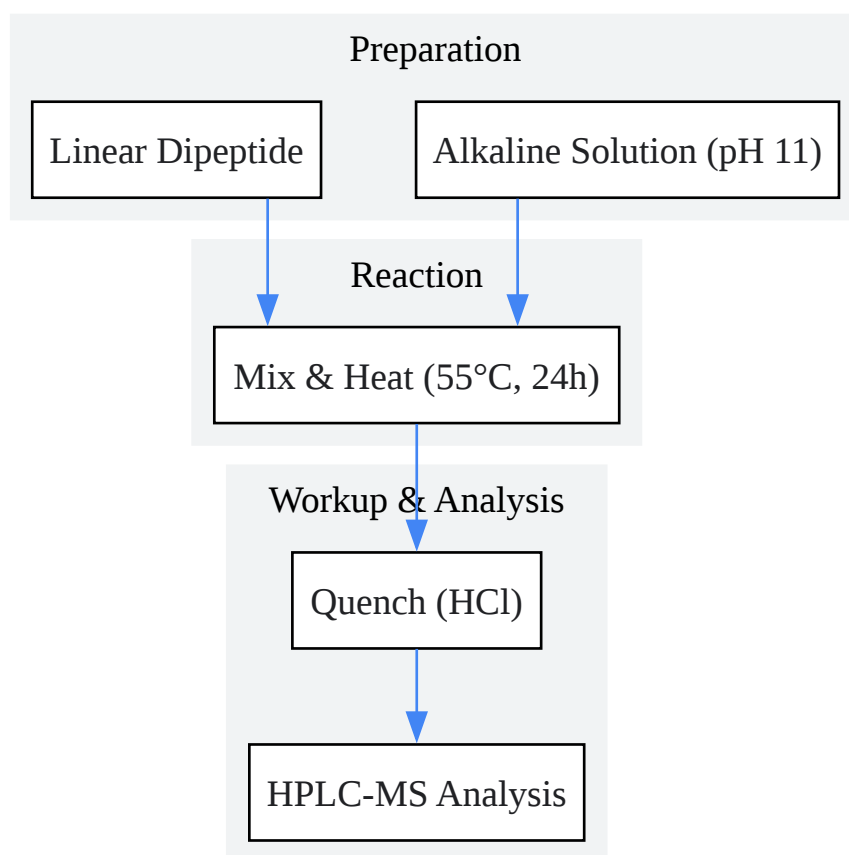 Preparation
Linear Dipeptide
Alkaline Solution (pH 11)
Reaction
Mix & Heat (55°C, 24h)
Workup & Analysis
Quench (HCl)
HPLC-MS Analysis